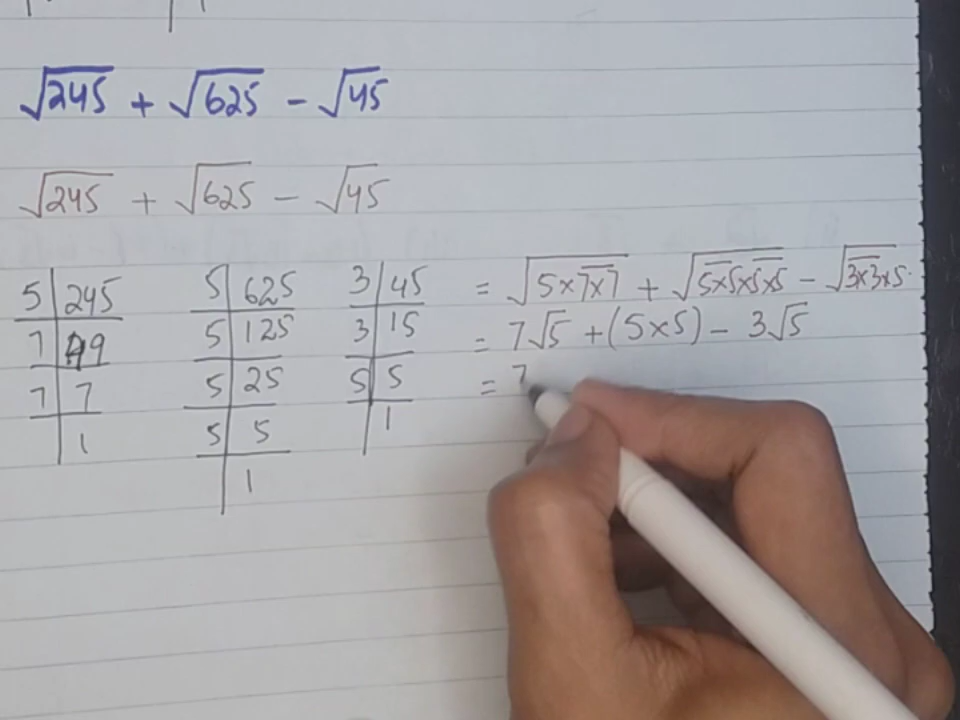 √245 + √625 - √45
√245 + √625 - √45
5 | 245
7 | 49
7 | 7
1
5 | 625
5 | 125
5 | 25
5 | 5
1
3 | 45
3 | 15
5 | 5
1
= √5×7×7 + √5×5×5×5 - √3×3×5
= 7√5 + (5×5) - 3√5
= 7